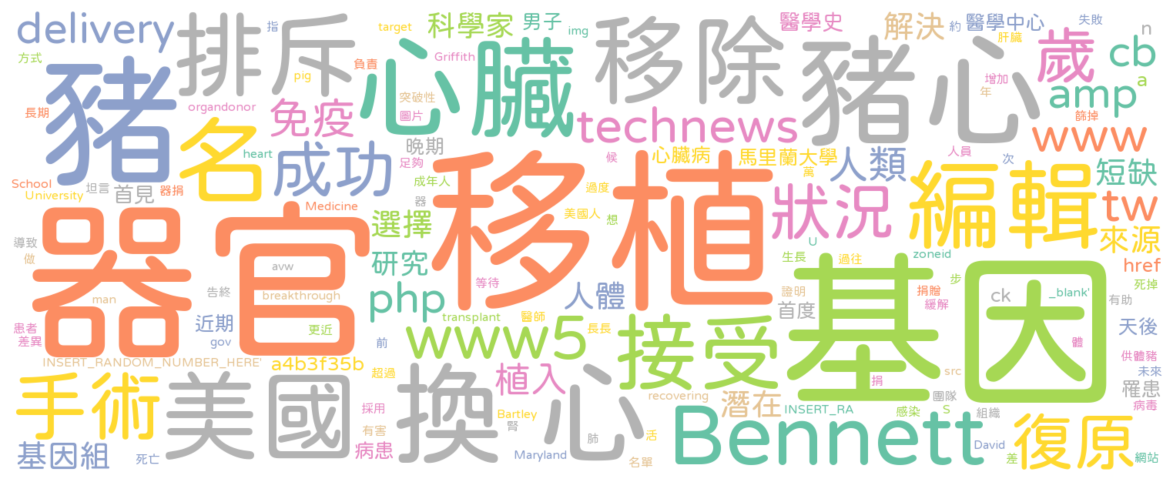 delivery
排斥
科學家
男子
img
移除
醫學史
解決
約
醫學中心
失敗
n
指
target
方式
豬
心臟
Griffith
豬心
肝臟
歲
cb
pig
負責
增加
a
amp
年
長期
organdonor
突破性
圖片
免疫
technews
篩掉
www
名
heart
成功
晚期
足夠
候
心臟病
馬里蘭大學
萬
人類
人員
次
短缺
School
University
坦言
首見
器捐
成年人
器
移植
過度
想
編輯
tw
Medicine
選擇
美國人
狀況
來源
導致
做
器官
avw
研究
等待
基因
U
生長
過往
zoneid
步
href
man
告終
breakthrough
php
人體
首度
證明
捐贈
緩解
ck
_blank'
死掉
有助
患者
差異
近期
gov
更近
transplant
醫師
長長
前
www5
接受
大
天後
體
INSERT_RANDOM_NUMBER_HERE'
a4b3f35b
超過
植入
捐
src
供體豬
未來
手術
美國
換心
採用
有害
病患
Bartley
腎
recovering
潛在
INSERT_RA
感染
S
團隊
組織
罹患
病毒
基因組
死亡
Maryland
肺
活
名單
Bennett
David
差
復原
網站